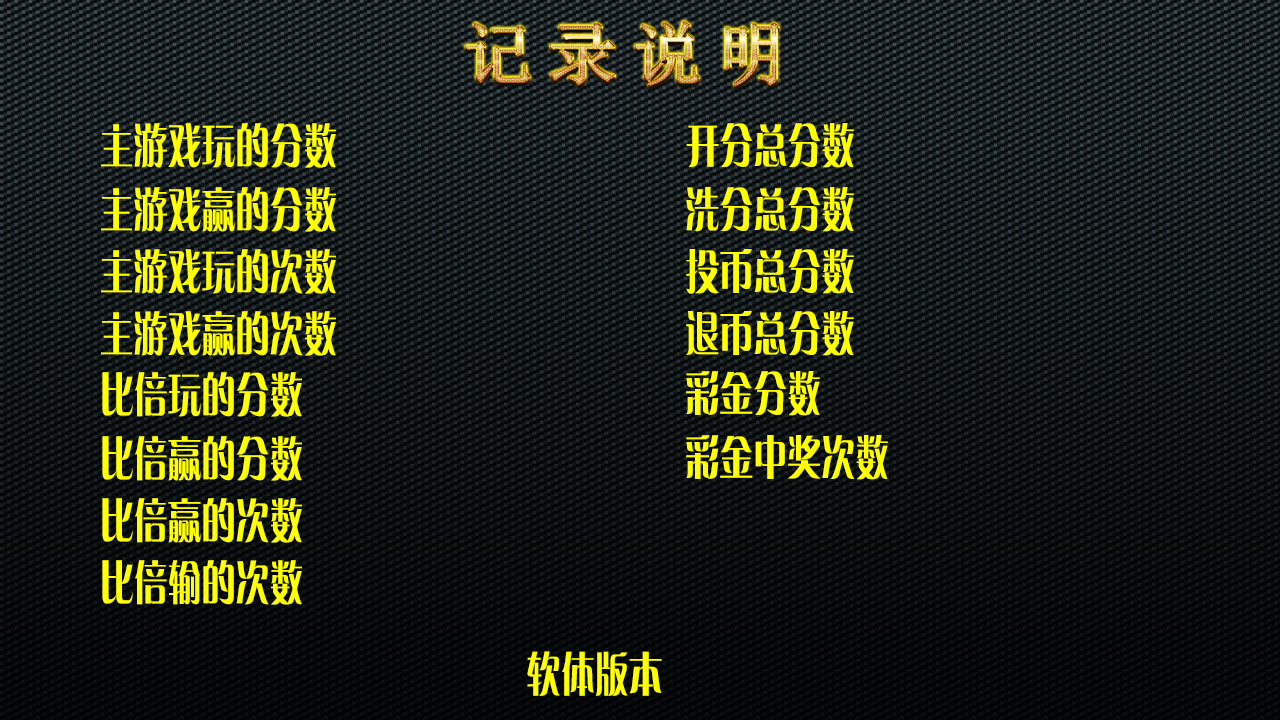 记录说明
主游戏玩的分数
主游戏赢的分数
主游戏玩的次数
主游戏赢的次数
比倍玩的分数
比倍赢的分数
比倍赢的次数
比倍输的次数
开分总分数
洗分总分数
投币总分数
退币总分数
彩金分数
彩金中奖次数
软体版本